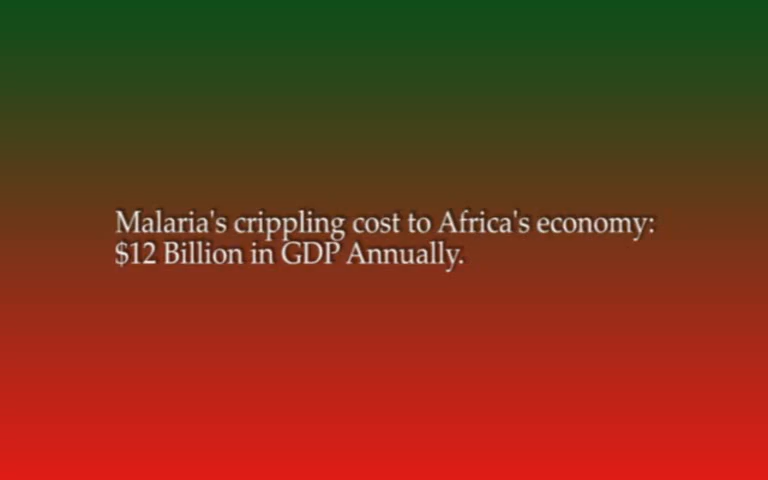 Malaria's crippling cost to Africa's economy:
$12 Billion in GDP Annually.